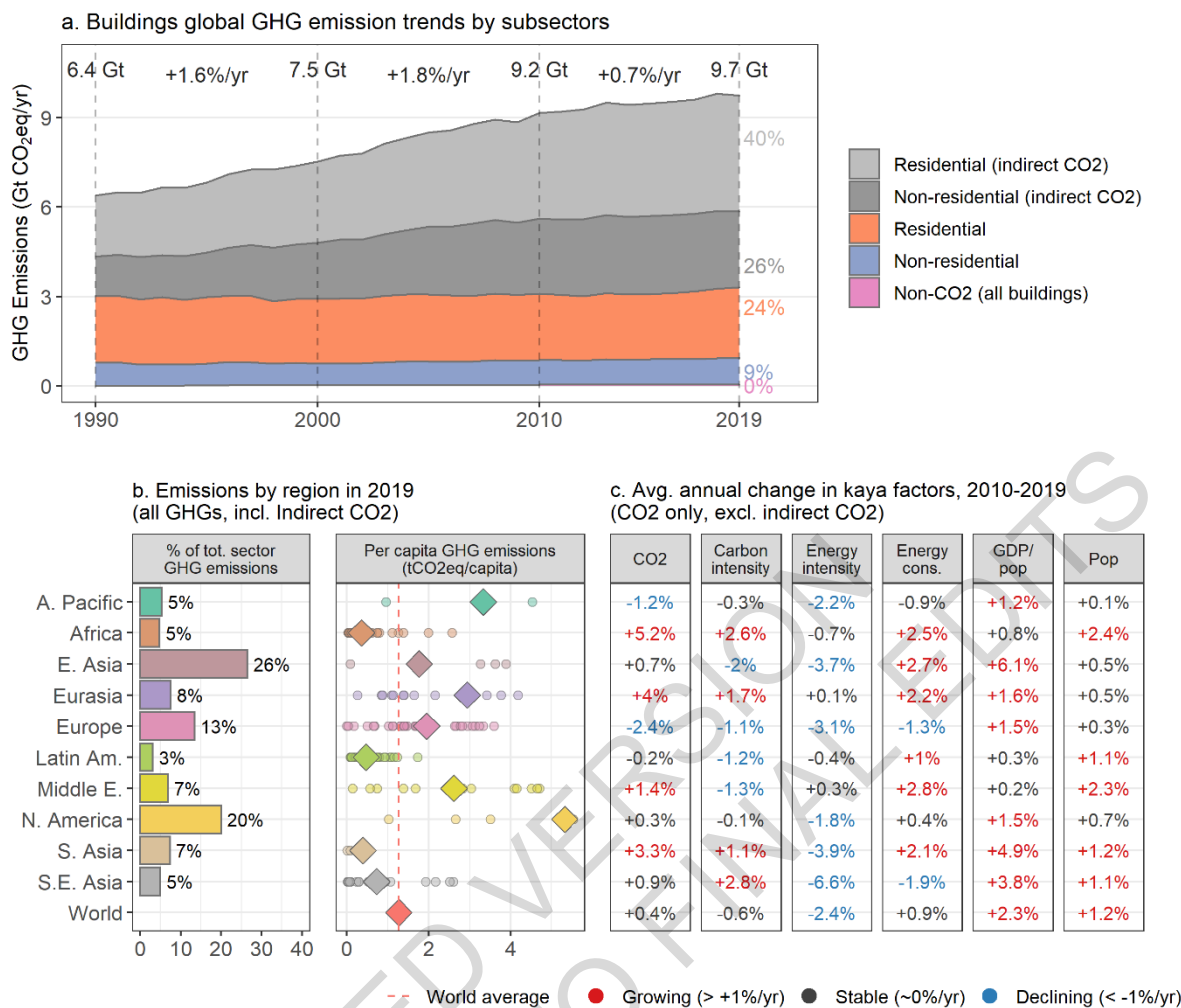 a. Buildings global GHG emission trends by subsectors
6.4 Gt +1.6%/yr 7.5 Gt +1.8%/yr 9.2 Gt +0.7%/yr 9.7 Gt
GHG Emissions (Gt CO2eq/yr)
9
6
3
0
40%
26%
24%
9%
0%
1990 2000 2010 2019
Residential (indirect CO2)
Non-residential (indirect CO2)
Residential
Non-residential
Non-CO2 (all buildings)
b. Emissions by region in 2019
(all GHGs, incl. Indirect CO2)
% of tot. sector
GHG emissions
Per capita GHG emissions
(tCO2eq/capita)
A. Pacific 5%
Africa 5%
E. Asia 26%
Eurasia 8%
Europe 13%
Latin Am. 3%
Middle E. 7%
N. America 20%
S. Asia 7%
S.E. Asia 5%
World
0 10 20 30 40
0 2 4
c. Avg. annual change in kaya factors, 2010-2019
(CO2 only, excl. indirect CO2)
CO2
Carbon
intensity
Energy
intensity
Energy
cons.
GDP/
pop
Pop
-1.2% -0.3% -2.2% -0.9% +1.2% +0.1%
+5.2% +2.6% -0.7% +2.5% +0.8% +2.4%
+0.7% -2% -3.7% +2.7% +6.1% +0.5%
+4% +1.7% +0.1% +2.2% +1.6% +0.5%
-2.4% -1.1% -3.1% -1.3% +1.5% +0.3%
-0.2% -1.2% -0.4% +1% +0.3% +1.1%
+1.4% -1.3% +0.3% +2.8% +0.2% +2.3%
+0.3% -0.1% -1.8% +0.4% +1.5% +0.7%
+3.3% +1.1% -3.9% +2.1% +4.9% +1.2%
+0.9% +2.8% -6.6% -1.9% +3.8% +1.1%
+0.4% -0.6% -2.4% +0.9% +2.3% +1.2%
World average Growing (> +1%/yr) Stable (~0%/yr) Declining (< -1%/yr)
ED VERSION
O FINAL EDITS